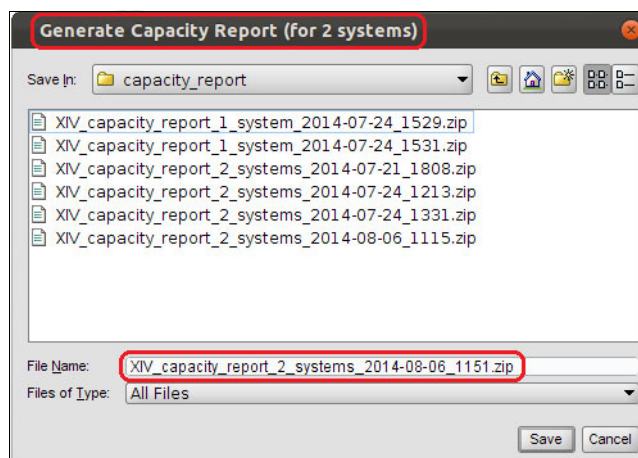 Generate Capacity Report (for 2 systems)
Save In: capacity_report
XIV_capacity_report_1_system_2014-07-24_1529.zip
XIV_capacity_report_1_system_2014-07-24_1531.zip
XIV_capacity_report_2_systems_2014-07-21_1808.zip
XIV_capacity_report_2_systems_2014-07-24_1213.zip
XIV_capacity_report_2_systems_2014-07-24_1331.zip
XIV_capacity_report_2_systems_2014-08-06_1115.zip
File Name: XIV_capacity_report_2_systems_2014-08-06_1151.zip
Files of Type: All Files
Save Cancel